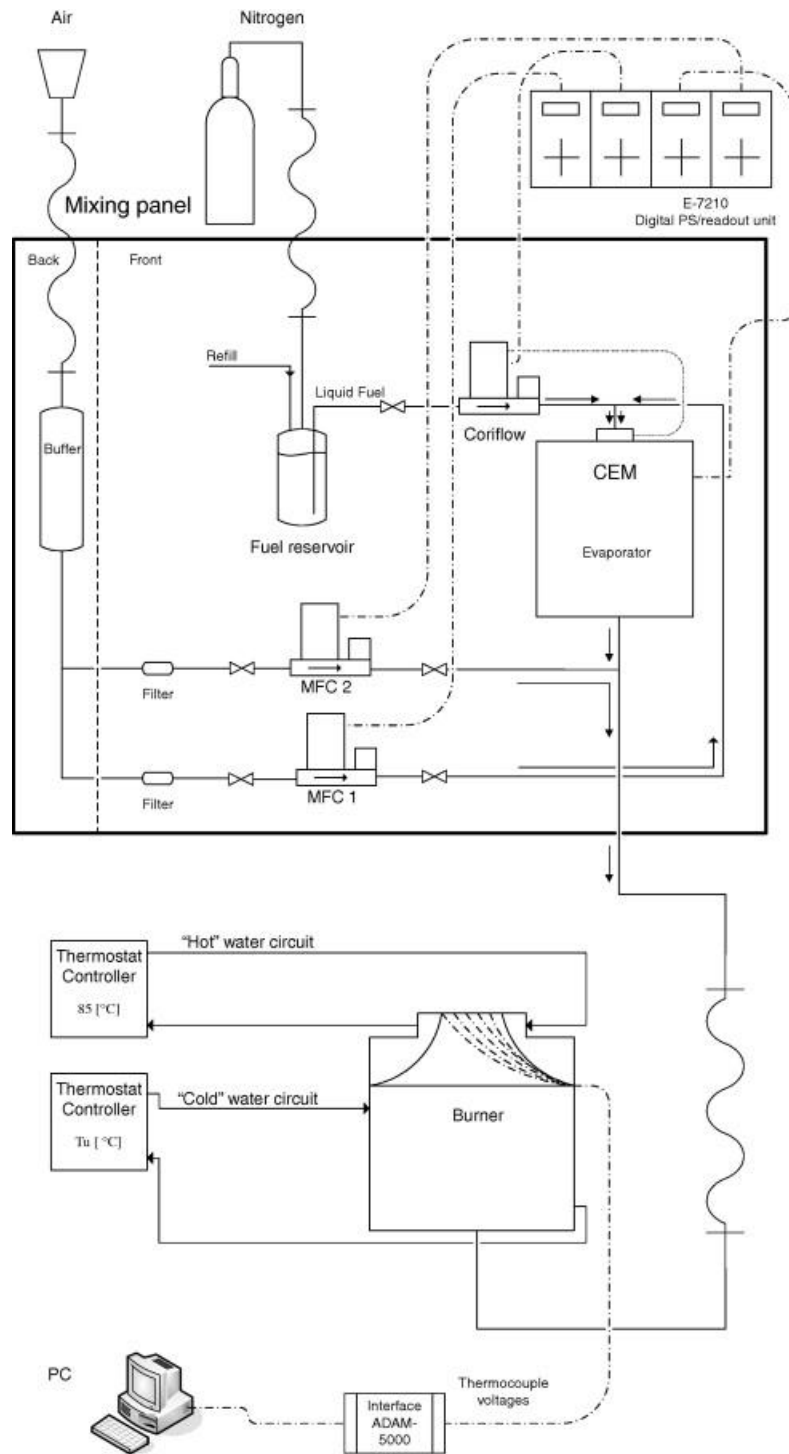 Air
Nitrogen
Mixing panel
E-7210
Digital PS/readout unit
Back
Front
Refill
Liquid Fuel
Coriflow
Buffer
CEM
Evaporator
Fuel reservoir
MFC 2
Filter
MFC 1
Filter
"Hot" water circuit
Thermostat
Controller
85 [°C]
"Cold" water circuit
Thermostat
Controller
Tu [ °C]
Burner
PC
Thermocouple
voltages
Interface
ADAM-
5000